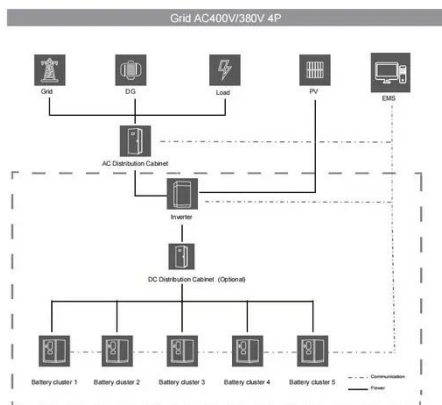 Grid AC400V/380V 4P
Grid
DG
Load
PV
EMS
AC Distribution Cabinet
Inverter
DC Distribution Cabinet (Optional)
Battery cluster 1
Battery cluster 2
Battery cluster 3
Battery cluster 4
Battery cluster 5
Communication
Power